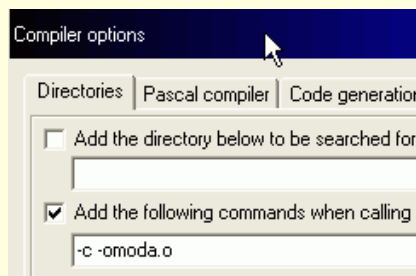 Compiler options
Directories Pascal compiler Code generation
Add the directory below to be searched for
Add the following commands when calling
-c -omoda.o